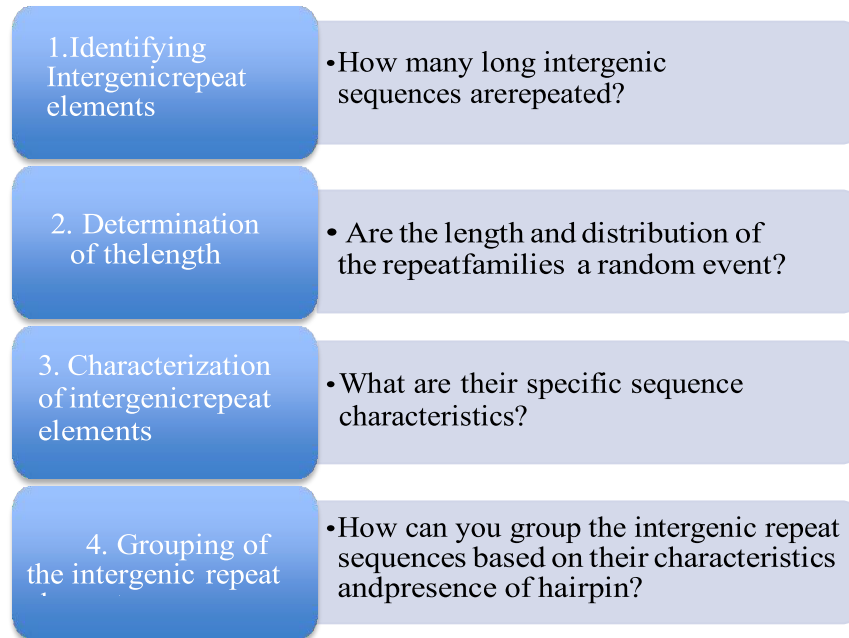 1.Identifying
Intergenicrepeat
elements
•How many long intergenic
sequences arerepeated?
2. Determination
of thelength
• Are the length and distribution of
the repeatfamilies a random event?
3. Characterization
of intergenicrepeat
elements
•What are their specific sequence
characteristics?
4. Grouping of
the intergenic repeat
•How can you group the intergenic repeat
sequences based on their characteristics
andpresence of hairpin?